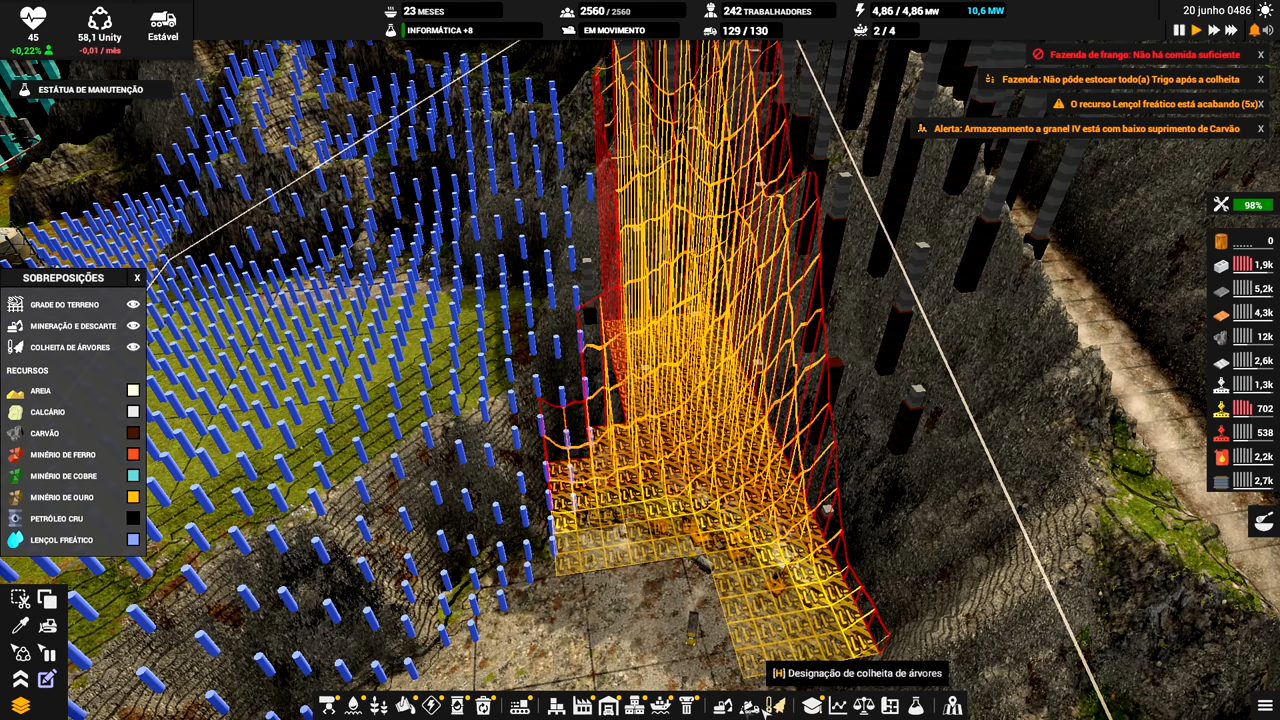 45
+0,22%
58,1 Unity
-0,01 / mês
Estável
ESTÁTUA DE MANUTENÇÃO
23 MESES
INFORMÁTICA +8
2560 / 2560
EM MOVIMENTO
242 TRABALHADORES
129 / 130
4,86 / 4,86 MW
10,6 MW
2 / 4
20 junho 0486
Fazenda de frango: Não há comida suficiente X
Fazenda: Não pôde estocar todo(a) Trigo após a colheita X
O recurso Lençol freático está acabando (5x) X
Alerta: Armazenamento a granel IV está com baixo suprimento de Carvão X
98%
0
1,9k
5,2k
4,3k
12k
2,6k
1,3k
702
538
2,2k
2,7k
SOBREPOSIÇÕES X
GRADE DO TERRENO
MINERAÇÃO E DESCARTE
COLHEITA DE ÁRVORES
RECURSOS
AREIA
CALCÁRIO
CARVÃO
MINÉRIO DE FERRO
MINÉRIO DE COBRE
MINÉRIO DE OURO
PETRÓLEO CRU
LENÇOL FREÁTICO
[H] Designação de colheita de árvores